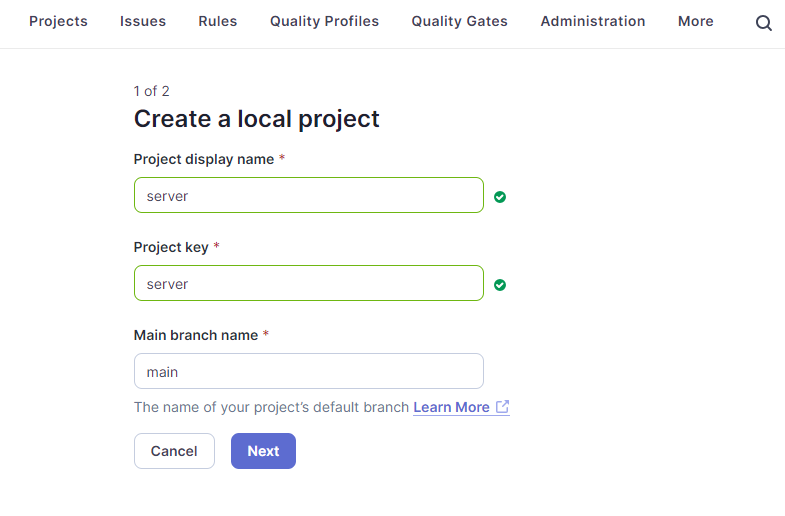 Projects Issues Rules Quality Profiles Quality Gates Administration More
1 of 2
Create a local project
Project display name *
server
Project key *
server
Main branch name *
main
The name of your project's default branch Learn More
Cancel Next